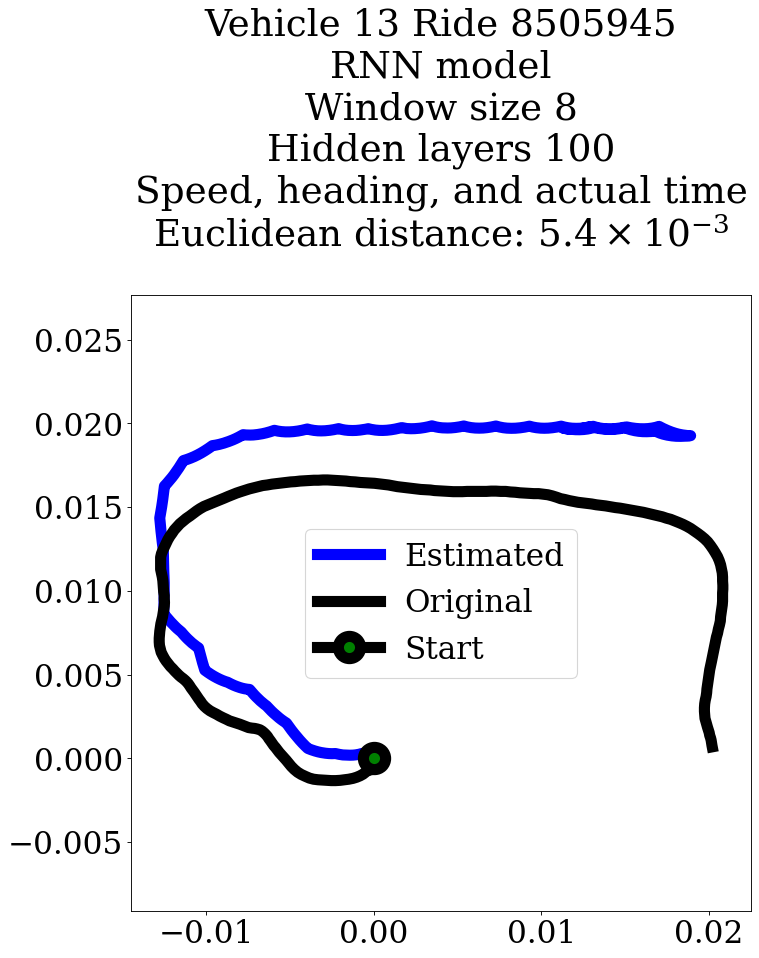 Vehicle 13 Ride 8505945
RNN model
Window size 8
Hidden layers 100
Speed, heading, and actual time
Euclidean distance: 5.4 × 10⁻³
0.025
0.020
0.015
0.010
0.005
0.000
−0.005
Estimated
Original
Start
−0.01 0.00 0.01 0.02